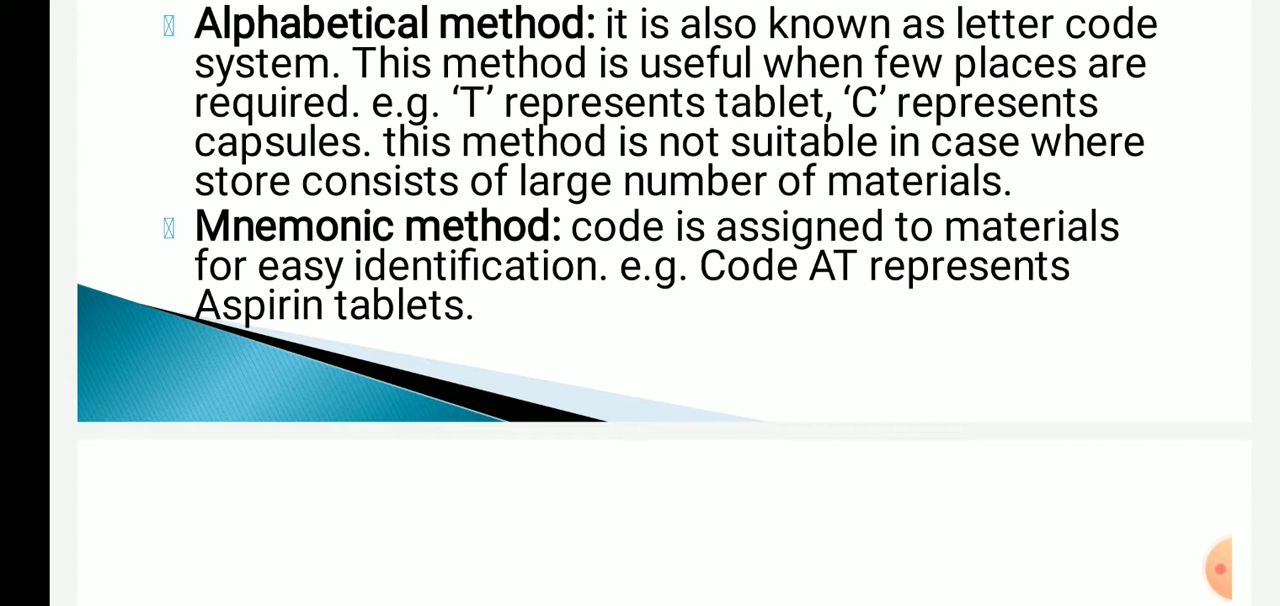 Alphabetical method: it is also known as letter code
system. This method is useful when few places are
required. e.g. ‘T’ represents tablet, ‘C’ represents
capsules. this method is not suitable in case where
store consists of large number of materials.
Mnemonic method: code is assigned to materials
for easy identification. e.g. Code AT represents
Aspirin tablets.